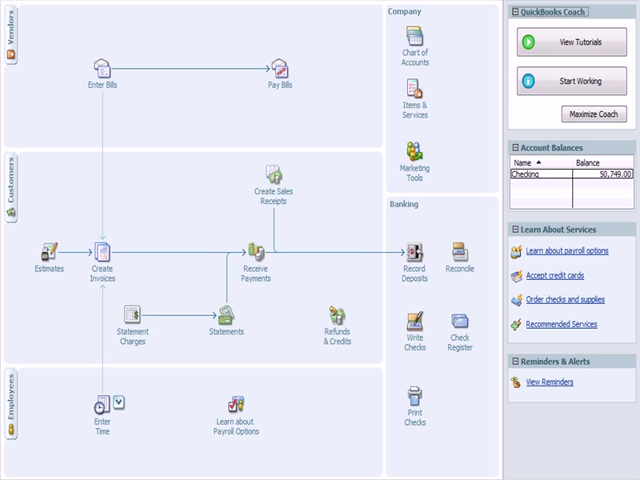 Vendors
Enter Bills
Pay Bills
Customers
Create Sales
Receipts
Estimates
Create
Invoices
Receive
Payments
Statement
Charges
Statements
Refunds
& Credits
Employees
Enter
Time
Learn about
Payroll Options
Company
Chart of
Accounts
Items &
Services
Marketing
Tools
Banking
Record
Deposits
Reconcile
Write
Checks
Check
Register
Print
Checks
QuickBooks Coach
View Tutorials
Start Working
Maximize Coach
Account Balances
Name Balance
Checking 50,749.00
Learn About Services
Learn about payroll options
Accept credit cards
Order checks and supplies
Recommended Services
Reminders & Alerts
View Reminders